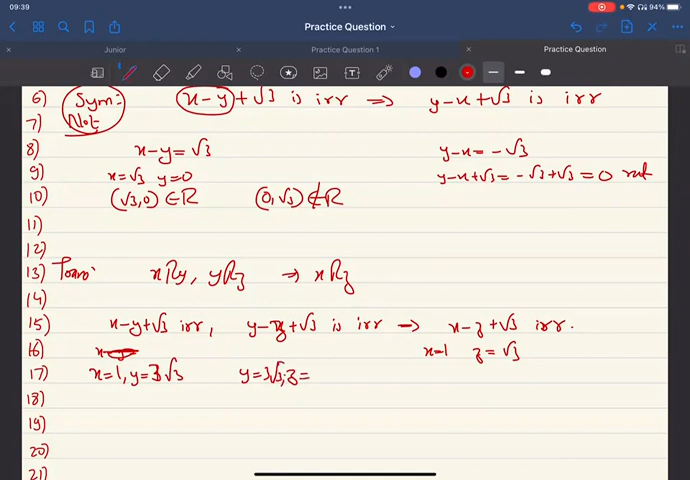 09:39
94%
Practice Question
Junior
Practice Question 1
Practice Question
6) Sym: x-y+√3 is irr ⇒ y-x+√3 is irr
7) Not
8) x-y=√3 y-x=-√3
9) x=√3 y=0 y-x+√3=-√3+√3=0 rat
10) (√3,0)∈R (0,√3)∉R
11)
12)
13) xRy, yRz → xRz
14)
15) x-y+√3 irr, y-z+√3 is irr → x-z+√3 irr.
16) x=1 z=√3
17) x=1, y=3√3 y=3√3, z=
18)
19)
20)
21)